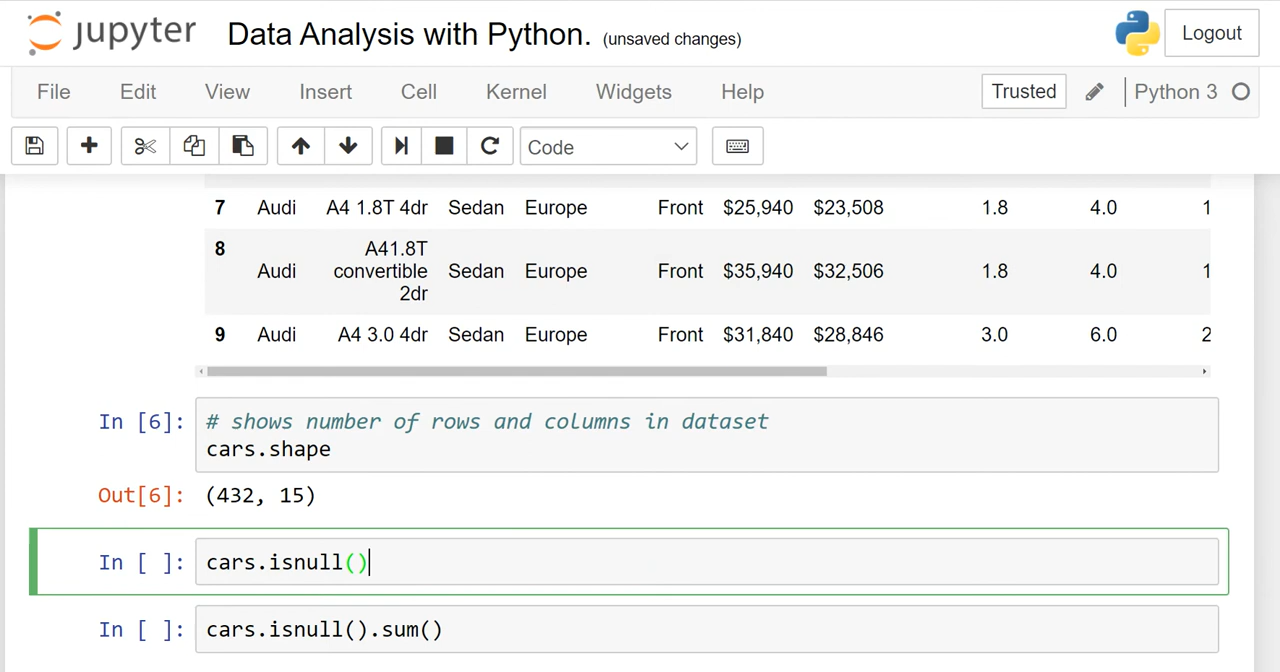 jupyter Data Analysis with Python. (unsaved changes) Logout
File Edit View Insert Cell Kernel Widgets Help Trusted Python 3
Code
7 Audi A4 1.8T 4dr Sedan Europe Front $25,940 $23,508 1.8 4.0 1
8 Audi A41.8T convertible 2dr Sedan Europe Front $35,940 $32,506 1.8 4.0 1
9 Audi A4 3.0 4dr Sedan Europe Front $31,840 $28,846 3.0 6.0 2
In [6]: # shows number of rows and columns in dataset
cars.shape
Out[6]: (432, 15)
In [ ]: cars.isnull()
In [ ]: cars.isnull().sum()